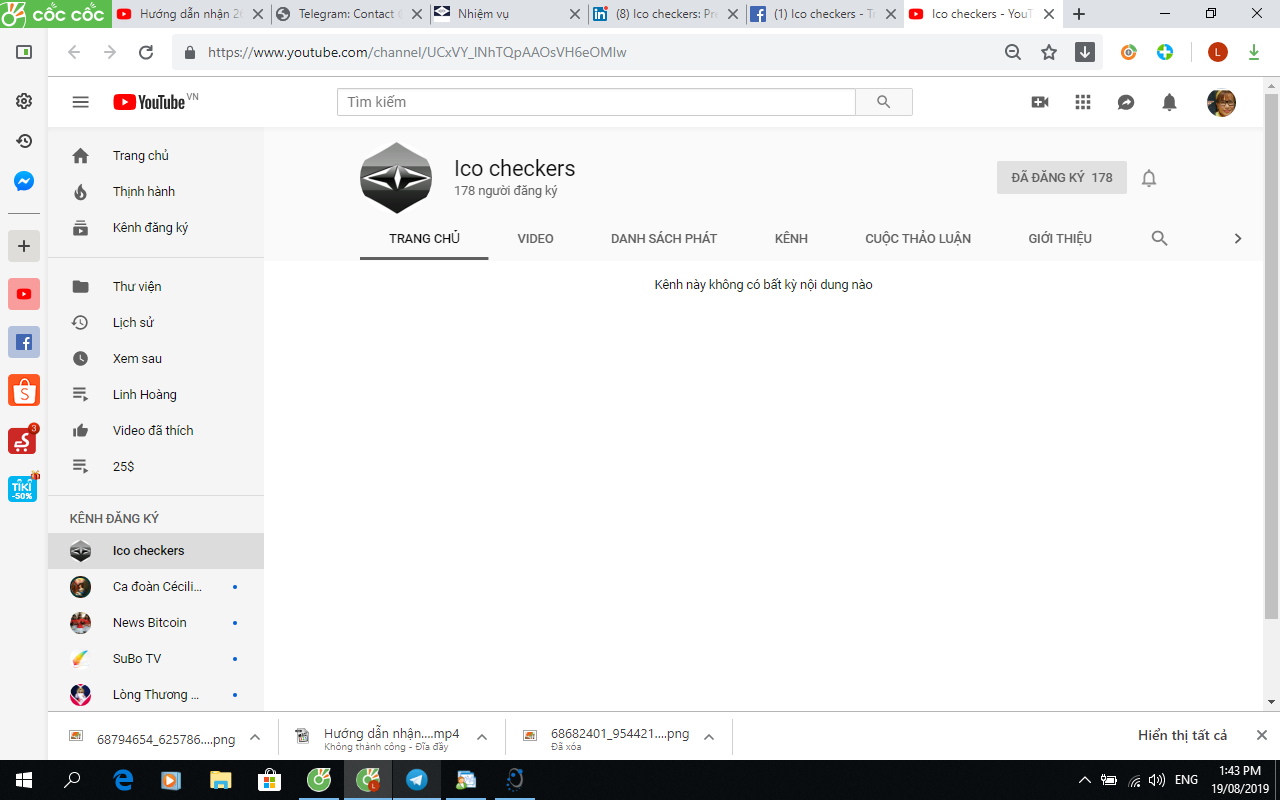 cốc cốc
Hướng dẫn nhận 20
Telegram: Contact
Nhiệm vụ
(8) Ico checkers: Pr
(1) Ico checkers - Tr
Ico checkers - YouT
https://www.youtube.com/channel/UCxVY_INhTQpAAOsVH6eOMIw
L
YouTube VN
Tìm kiếm
Trang chủ
Thịnh hành
Kênh đăng ký
Thư viện
Lịch sử
Xem sau
Linh Hoàng
Video đã thích
25$
KÊNH ĐĂNG KÝ
Ico checkers
Ca đoàn Cécili...
News Bitcoin
SuBo TV
Lòng Thương ...
Ico checkers
178 người đăng ký
ĐÃ ĐĂNG KÝ 178
TRANG CHỦ
VIDEO
DANH SÁCH PHÁT
KÊNH
CUỘC THẢO LUẬN
GIỚI THIỆU
Kênh này không có bất kỳ nội dung nào
3
TIKI
-50%
68794654_625786....png
Hướng dẫn nhận....mp4
Không thành công - Đĩa đầy
68682401_954421....png
Đã xóa
Hiển thị tất cả
ENG
1:43 PM
19/08/2019